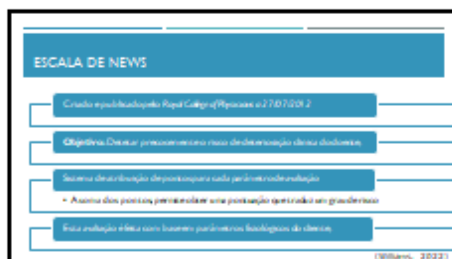 ESCALA DE NEWS
Criado e publicado pelo Royal College of Physicians a 27/07/2012
Objetivo: Detetar precocemente o risco de deterioração clínica do doente;
Sistema de atribuição de pontos para cada parâmetro de avaliação
• A soma dos pontos, permite obter uma pontuação que traduz um grau de risco
Esta avaliação é feita com base em parâmetros fisiológicos do doente;
(Williams, 2022)